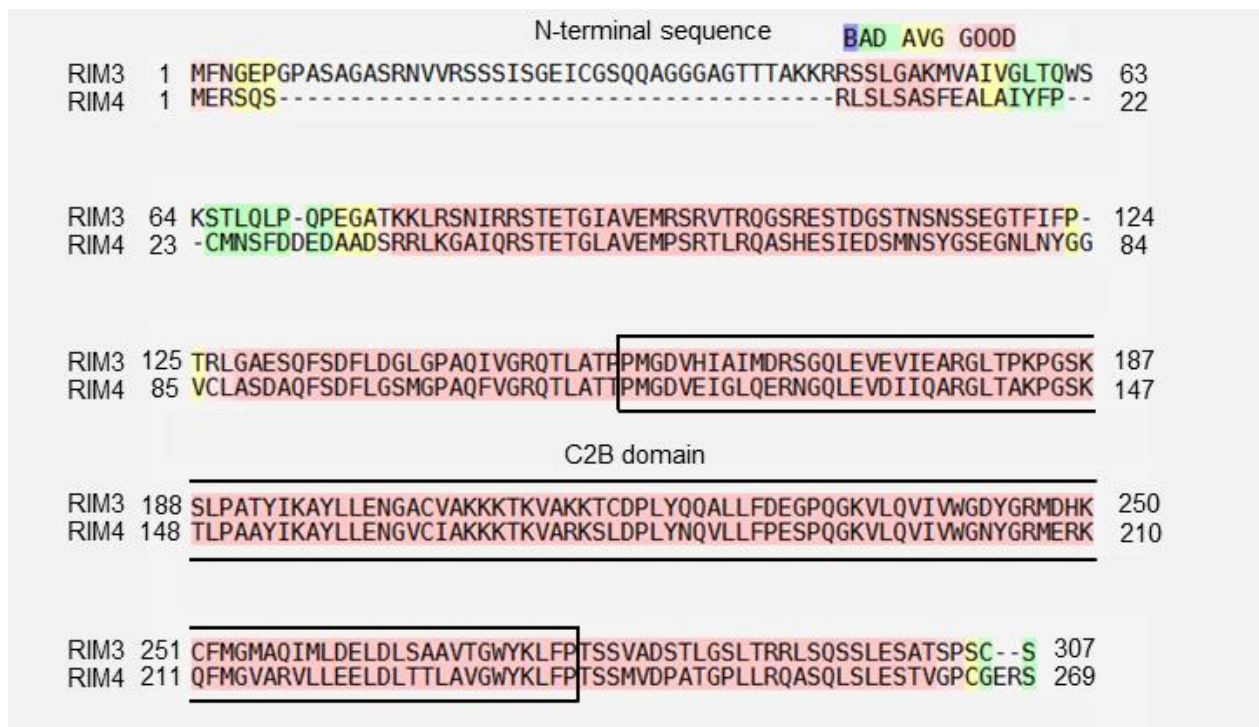 N-terminal sequence BAD AVG GOOD
RIM3 1 MFNGEPGPASAGASRNVVRSSSISGEICGSQQAGGGAGTTTAKKRRSSLGAKMVAIVGLTQWS 63
RIM4 1 MERSQS---------------------------------------RLSLSASFEALAIYFP-- 22
RIM3 64 KSTLQLP-QPEGATKKLRSNIRRSTETGIAVEMRSRVTRQGSRESTDGSTNSNSSEGTFIFP- 124
RIM4 23 -CMNSFDDEDAADSRRLKGAIQRSTETGLAVEMPSRTLRQASHESIEDSMNSYGSEGNLNYGG 84
RIM3 125 TRLGAESQFSDFLDGLGPAQIVGRQTLATPPMGDVHIAIMDRSGQLEVEVIEARGLTPKPGSK 187
RIM4 85 VCLASDAQFSDFLGSMGPAQFVGRQTLATTPMGDVEIGLQERNGQLEVDIIQARGLTAKPGSK 147
C2B domain
RIM3 188 SLPATYIKAYLLENGACVAKKKTKVAKKTCDPLYQQALLFDEGPQGKVLQVIVWGDYGRMDHK 250
RIM4 148 TLPAAYIKAYLLENGVCIAKKKTKVARKSLDPLYNQVLLFPESPQGKVLQVIVWGNYGRMERK 210
RIM3 251 CFMGMAQIMLDELDLSAAVTGWYKLFPTSSVADSTLGSLTRRLSQSSLESATSPSC--S 307
RIM4 211 QFMGVARVLLEELDLTTLAVGWYKLFPTSSMVDPATGPLLRQASQLSLESTVGPCGERS 269